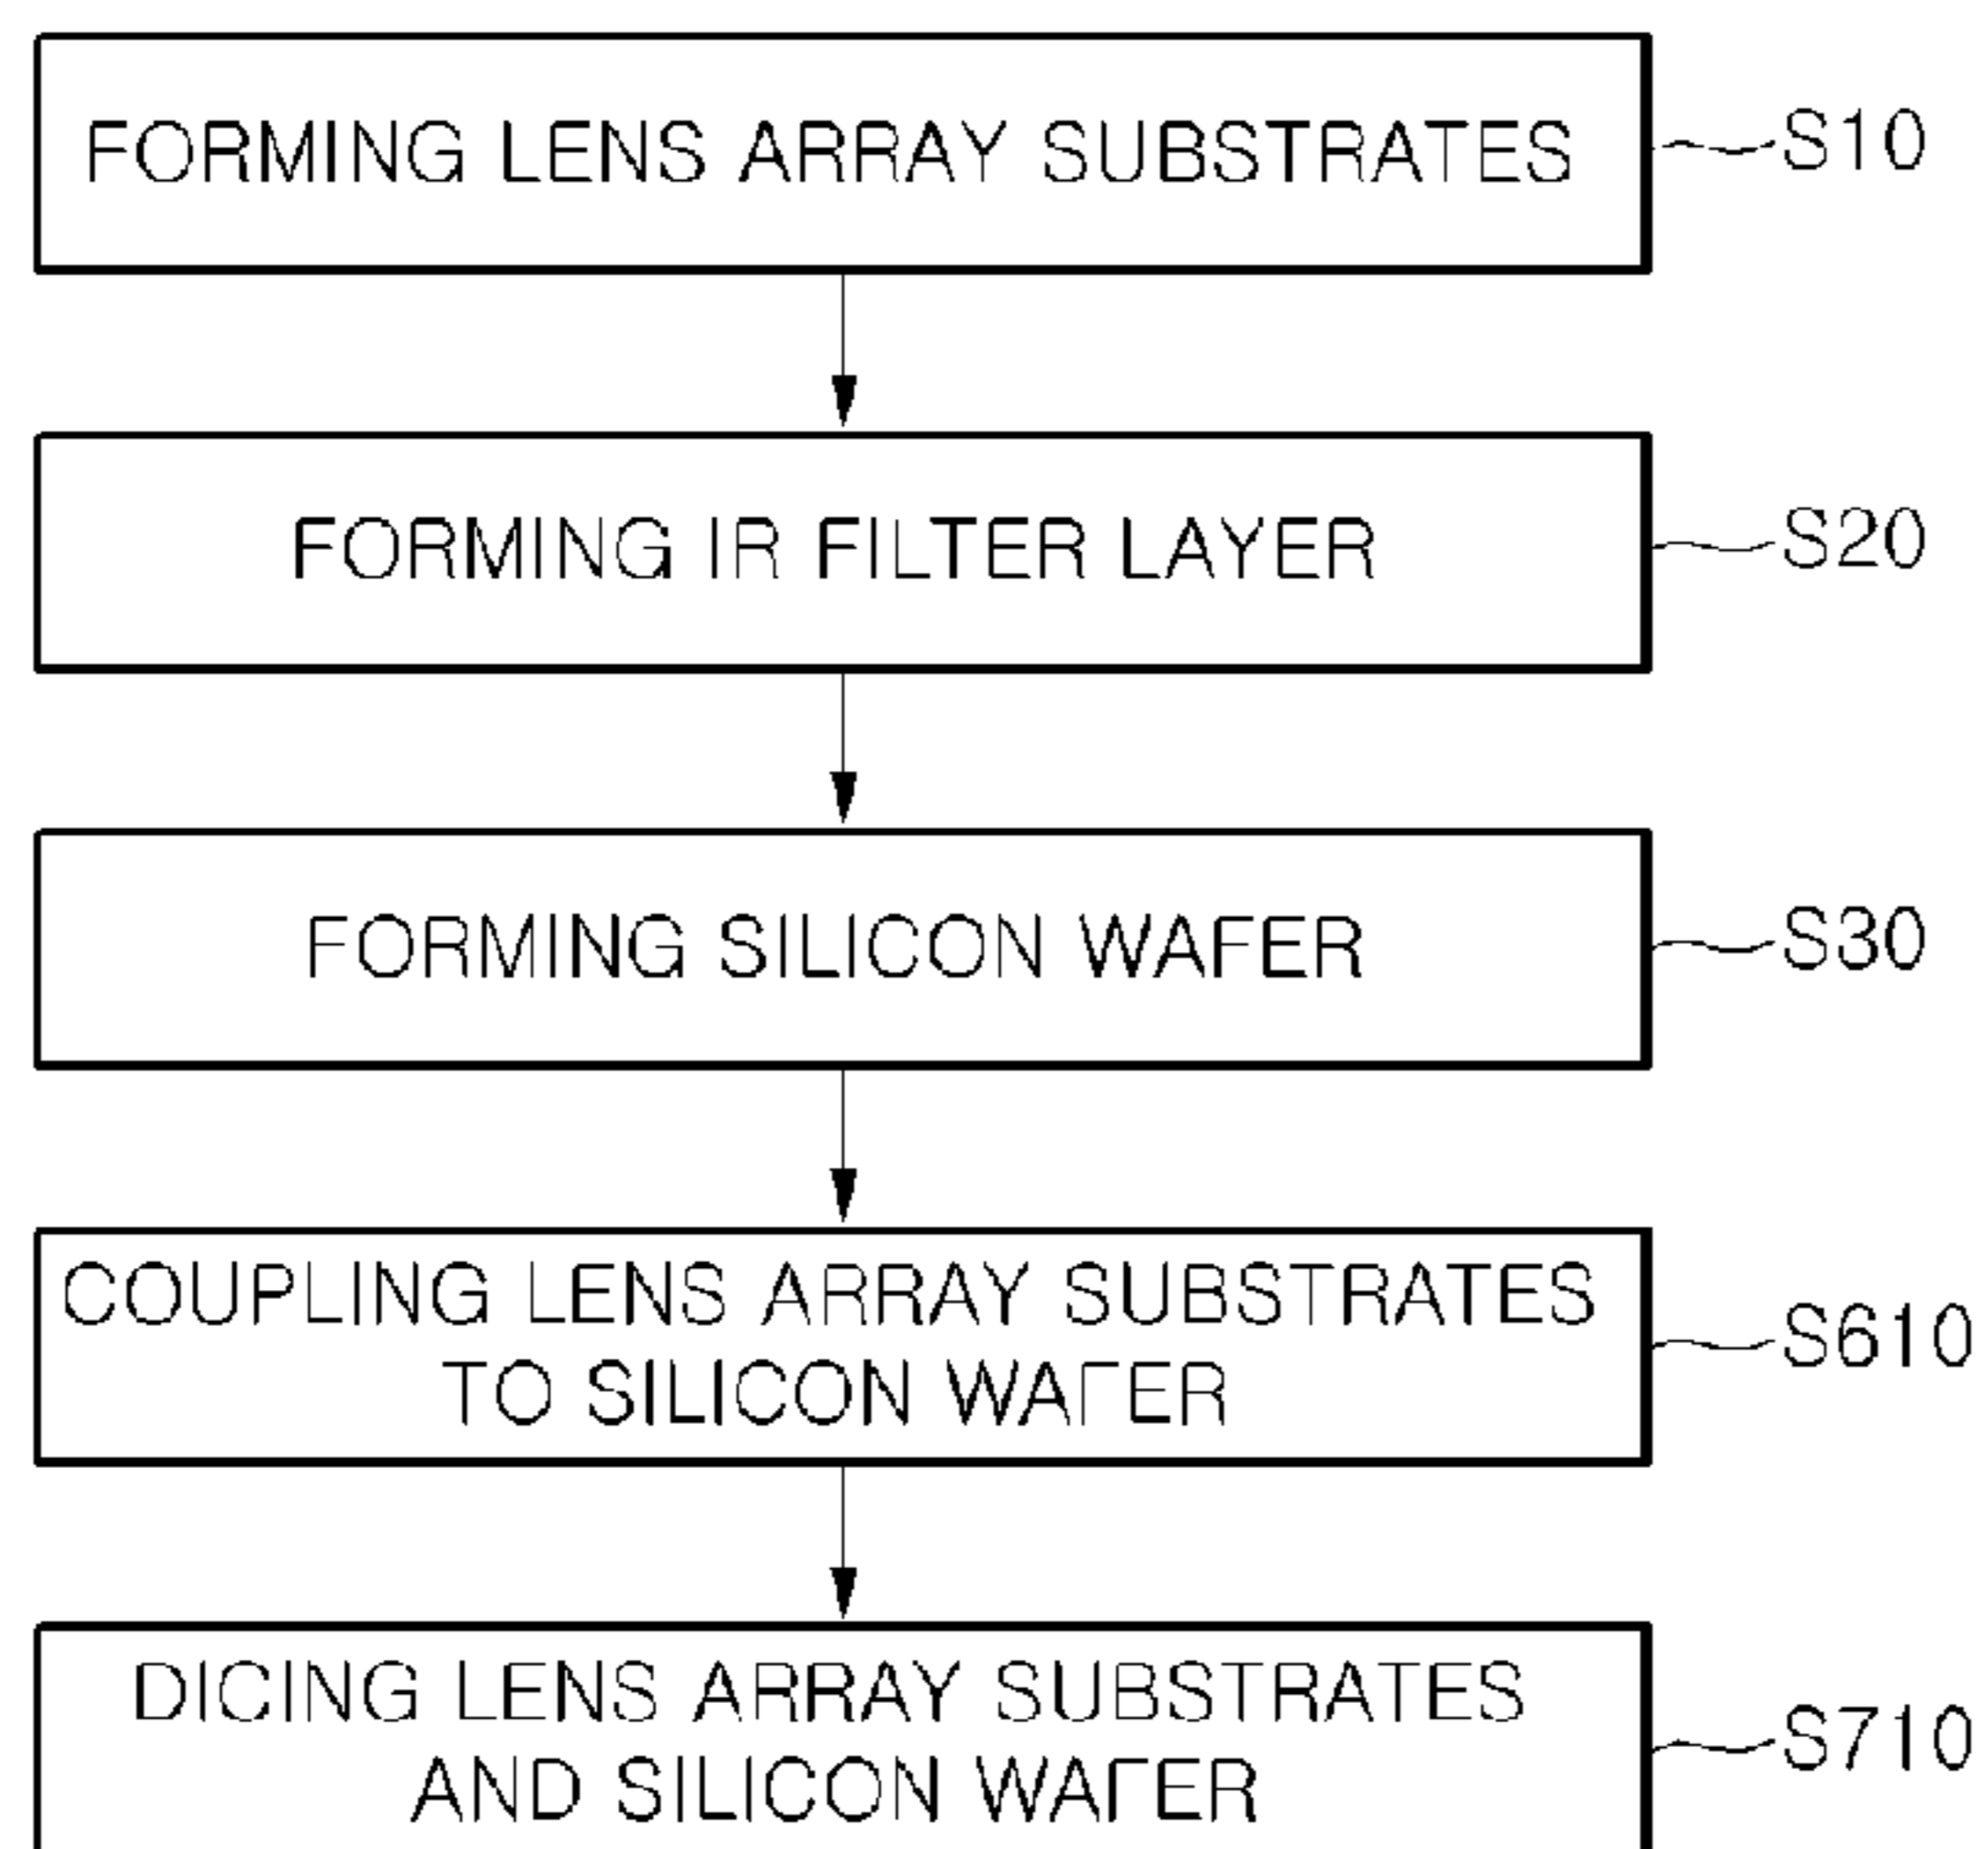 FORMING LENS ARRAY SUBSTRATES
S10
FORMING IR FILTER LAYER
S20
FORMING SILICON WAFER
S30
COUPLING LENS ARRAY SUBSTRATES
TO SILICON WAFER
S610
DICING LENS ARRAY SUBSTRATES
AND SILICON WAFER
S710